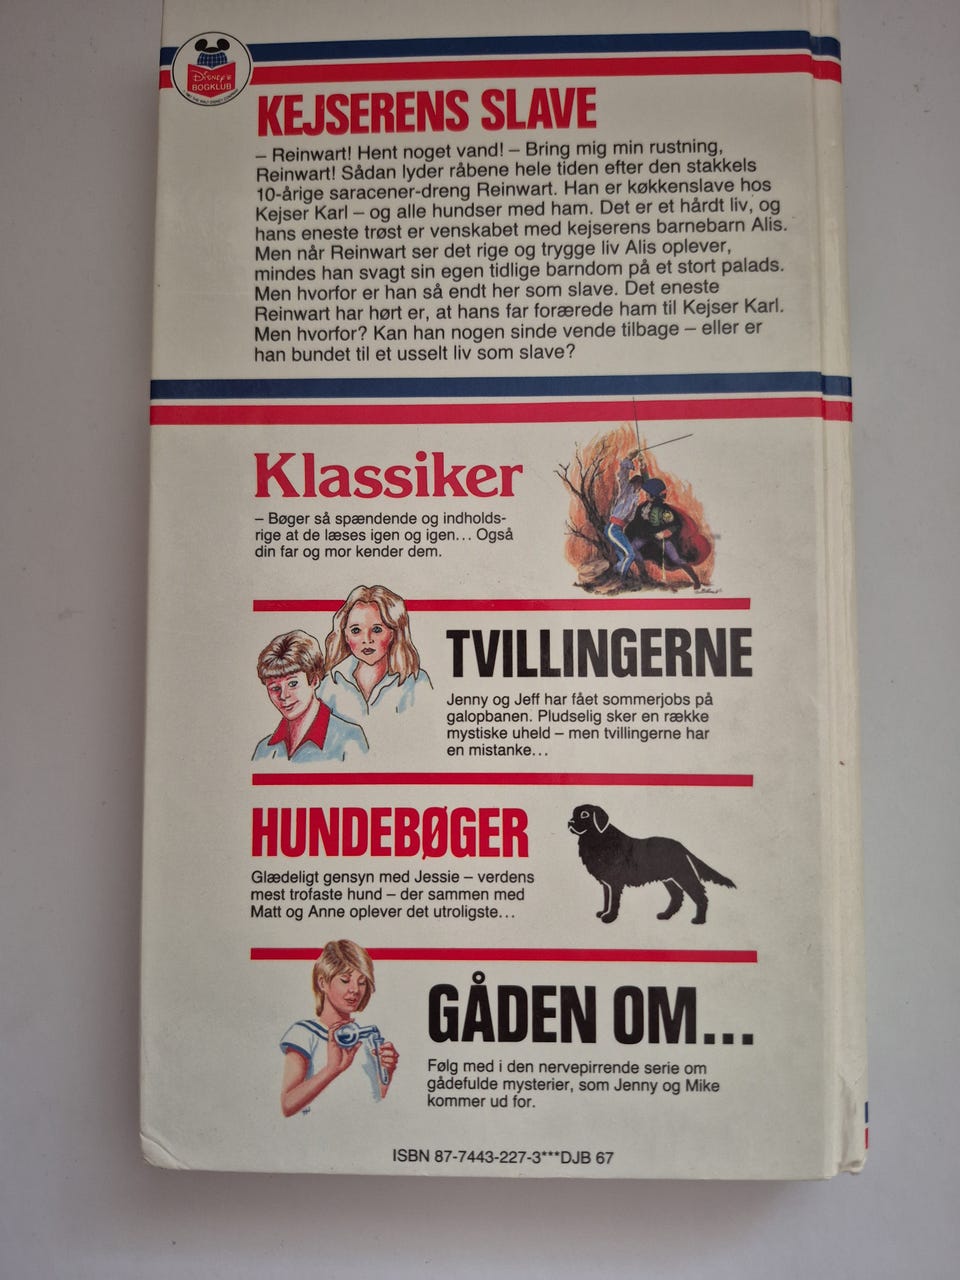 Disney's
BOGKLUB
KEJSERENS SLAVE
– Reinwart! Hent noget vand! – Bring mig min rustning,
Reinwart! Sådan lyder råbene hele tiden efter den stakkels
10-årige saracener-dreng Reinwart. Han er køkkenslave hos
Kejser Karl – og alle hundser med ham. Det er et hårdt liv, og
hans eneste trøst er venskabet med kejserens barnebarn Alis.
Men når Reinwart ser det rige og trygge liv Alis oplever,
mindes han svagt sin egen tidlige barndom på et stort palads.
Men hvorfor er han så endt her som slave. Det eneste
Reinwart har hørt er, at hans far forærede ham til Kejser Karl.
Men hvorfor? Kan han nogen sinde vende tilbage – eller er
han bundet til et usselt liv som slave?
Klassiker
– Bøger så spændende og indholds-
rige at de læses igen og igen... Også
din far og mor kender dem.
TVILLINGERNE
Jenny og Jeff har fået sommerjobs på
galopbanen. Pludselig sker en række
mystiske uheld – men tvillingerne har
en mistanke...
HUNDEBØGER
Glædeligt gensyn med Jessie – verdens
mest trofaste hund – der sammen med
Matt og Anne oplever det utroligste...
GÅDEN OM...
Følg med i den nervepirrende serie om
gådefulde mysterier, som Jenny og Mike
kommer ud for.
ISBN 87-7443-227-3***DJB 67